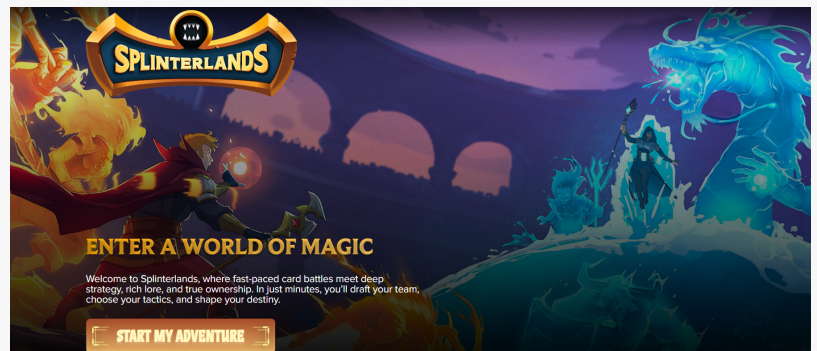 SPLINTERLANDS
ENTER A WORLD OF MAGIC
Welcome to Splinterlands, where fast-paced card battles meet deep
strategy, rich lore, and true ownership. In just minutes, you'll draft your team,
choose your tactics, and shape your destiny.
START MY ADVENTURE